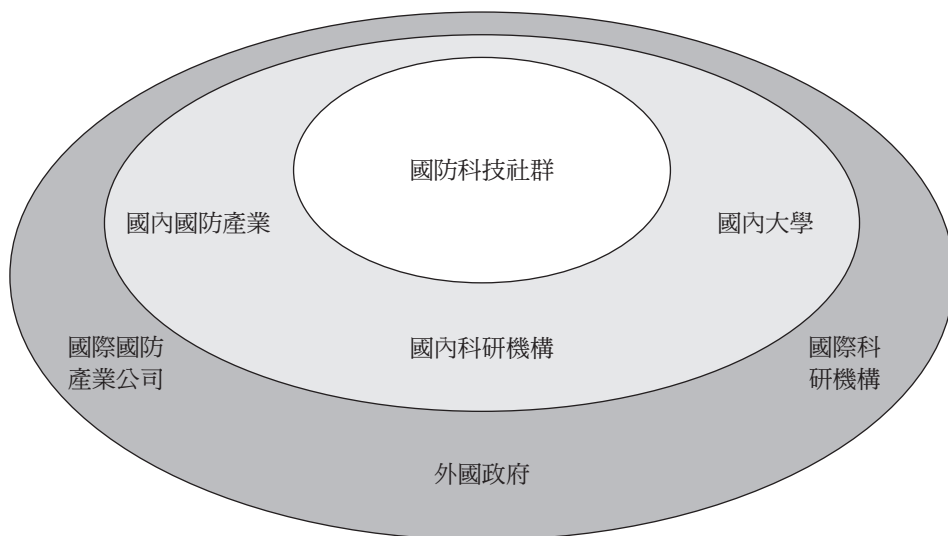 國防科技社群
國內國防產業
國內大學
國內科研機構
國際國防
產業公司
國際科
研機構
外國政府